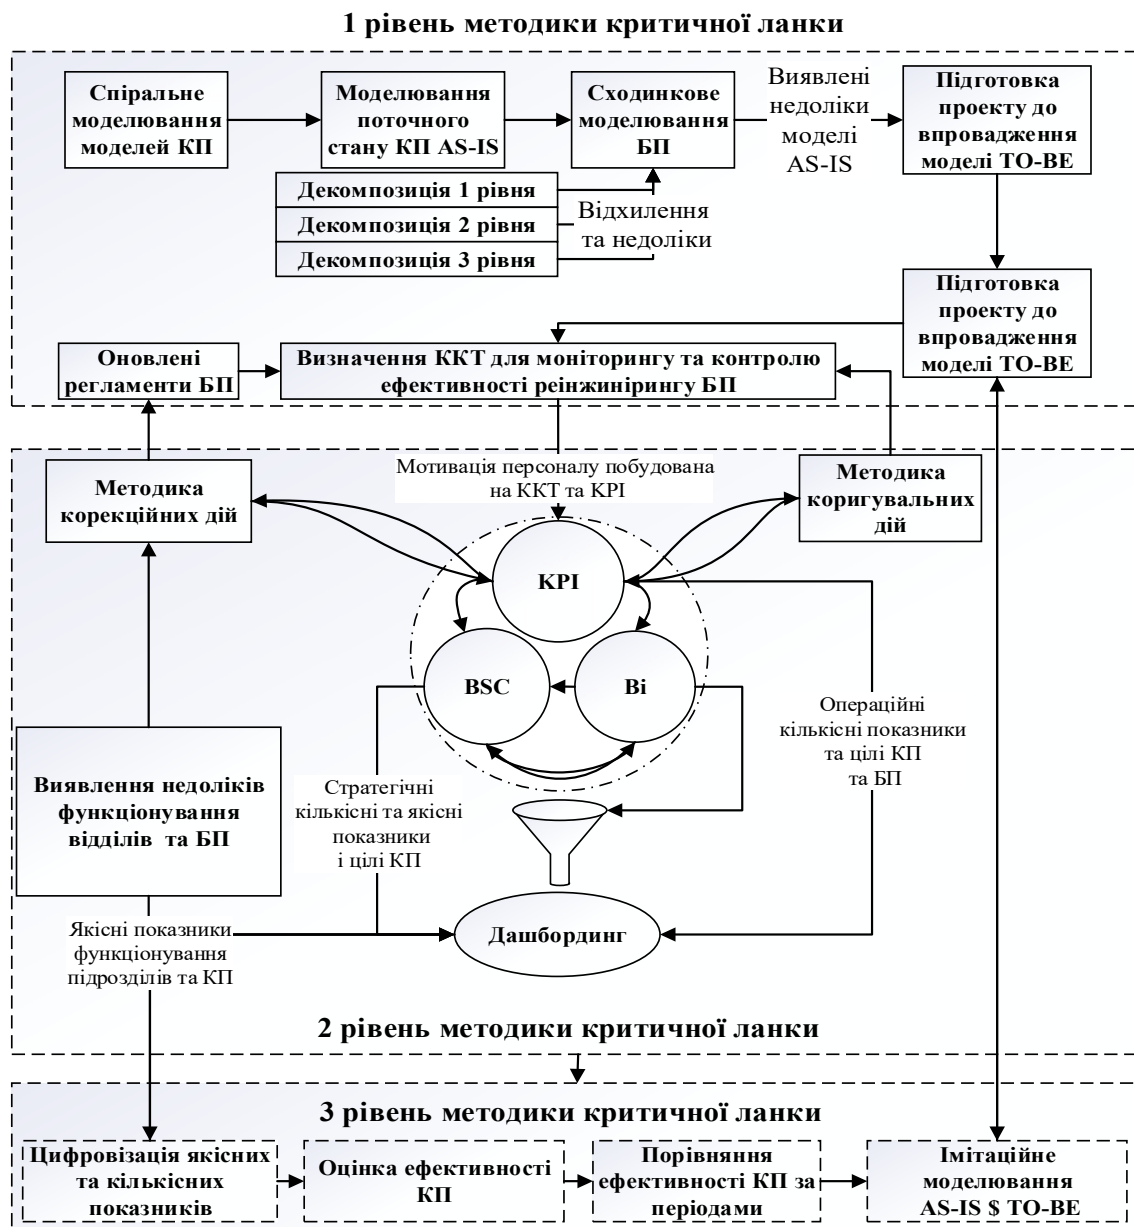 1 рівень методики критичної ланки
Спіральне
моделювання
моделей КП
Моделювання
поточного
стану КП AS-IS
Сходинкове
моделювання
БП
Виявлені
недоліки
моделі
AS-IS
Підготовка
проекту до
впровадження
моделі TO-BE
Декомпозиція 1 рівня
Декомпозиція 2 рівня
Декомпозиція 3 рівня
Відхилення
та недоліки
Підготовка
проекту до
впровадження
моделі TO-BE
Оновлені
регламенти БП
Визначення ККТ для моніторингу та контролю
ефективності реінжинірингу БП
Методика
корекційних дій
Мотивація персоналу побудована
на ККТ та KPI
Методика
коригувальних
дій
KPI
BSC
Bi
Операційні
кількісні показники
та цілі КП
та БП
Виявлення недоліків
функціонування
відділів та БП
Стратегічні
кількісні та якісні
показники
і цілі КП
Якісні показники
функціонування
підрозділів та КП
Дашбординг
2 рівень методики критичної ланки
3 рівень методики критичної ланки
Цифровізація якісних
та кількісних
показників
Оцінка ефективності
КП
Порівняння
ефективності КП за
періодами
Імітаційне
моделювання
AS-IS $ TO-BE